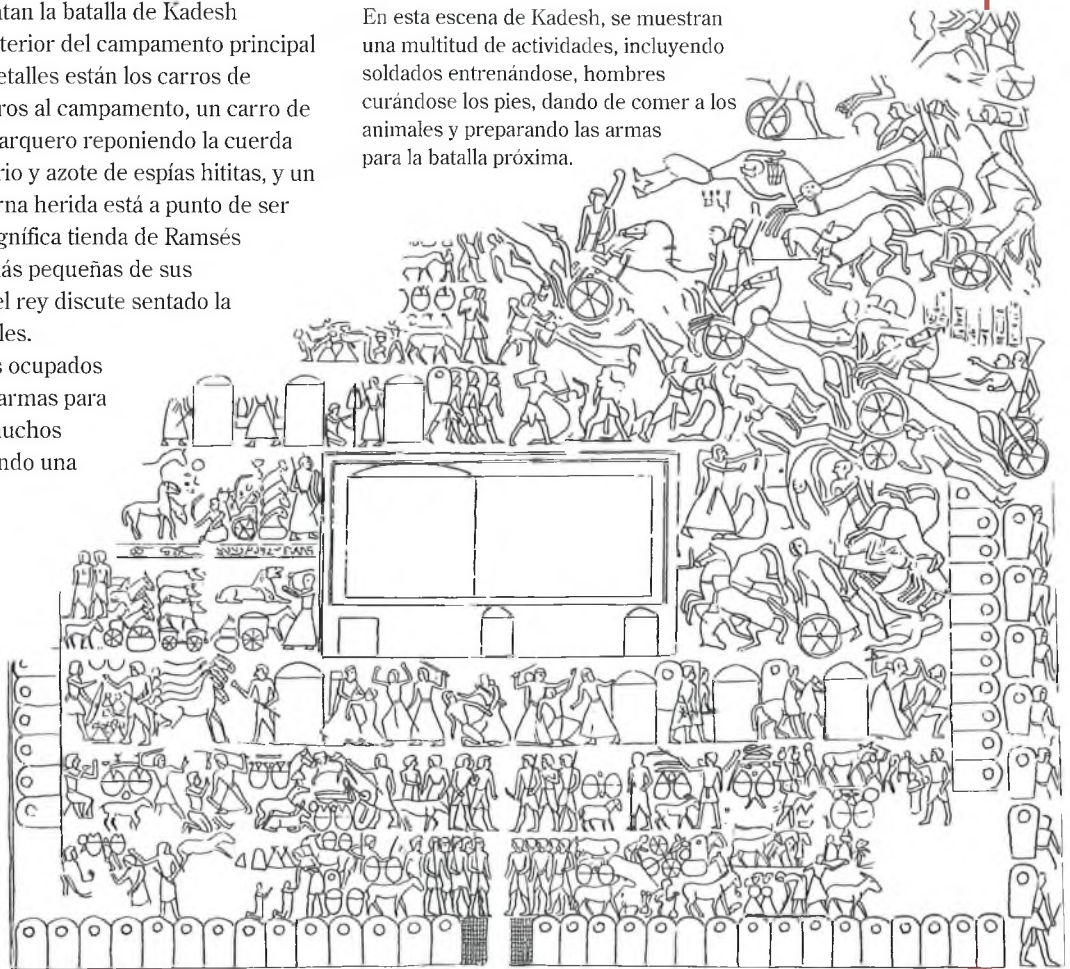 tan la batalla de Kadesh
terior del campamento principal
etalles están los carros de
ros al campamento, un carro de
arquero reponiendo la cuerda
rio y azote de espías hititas, y un
rna herida está a punto de ser
gnífica tienda de Ramsés
ás pequeñas de sus
el rey discute sentado la
les.
s ocupados
armas para
uchos
ndo una
En esta escena de Kadesh, se muestran
una multitud de actividades, incluyendo
soldados entrenándose, hombres
curándose los pies, dando de comer a los
animales y preparando las armas
para la batalla próxima.